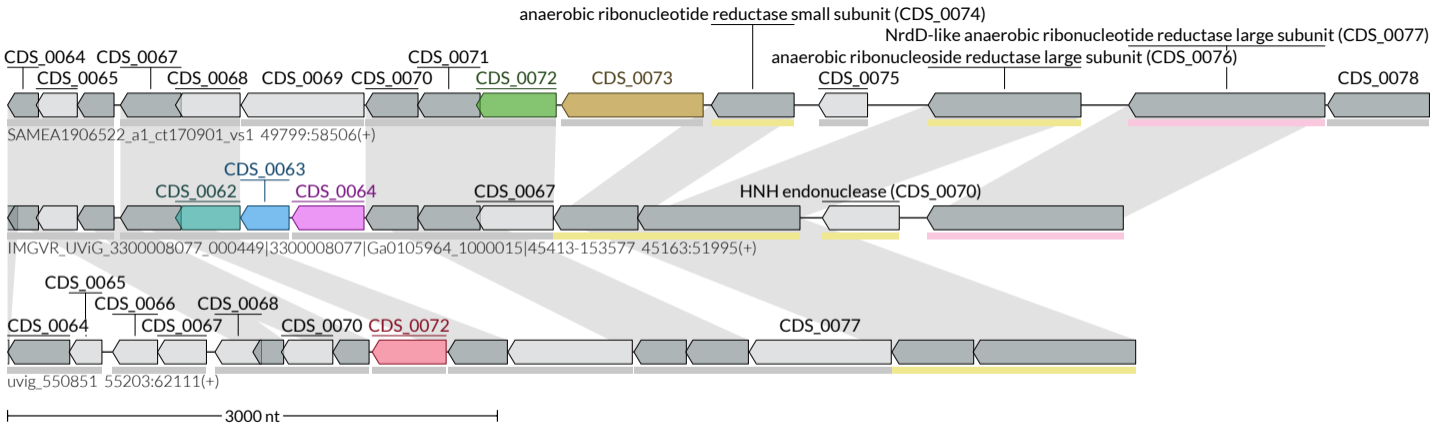 anaerobic ribonucleotide reductase small subunit (CDS_0074)
NrdD-like anaerobic ribonucleotide reductase large subunit (CDS_0077)
CDS_0064 CDS_0067 CDS_0071 anaerobic ribonucleoside reductase large subunit (CDS_0076)
CDS_0065 CDS_0068 CDS_0069 CDS_0070 CDS_0072 CDS_0073 CDS_0075 CDS_0078
SAMEA1906522_a1_ct170901_vs1 49799:58506(+)
CDS_0063
CDS_0062 CDS_0064 CDS_0067 HNH endonuclease (CDS_0070)
IMGVR_UViG_3300008077_000449|3300008077|Ga0105964_1000015|45413-153577 45163:51995(+)
CDS_0065
CDS_0066 CDS_0068
CDS_0064 CDS_0067 CDS_0070 CDS_0072 CDS_0077
uvig_550851 55203:62111(+)
3000 nt